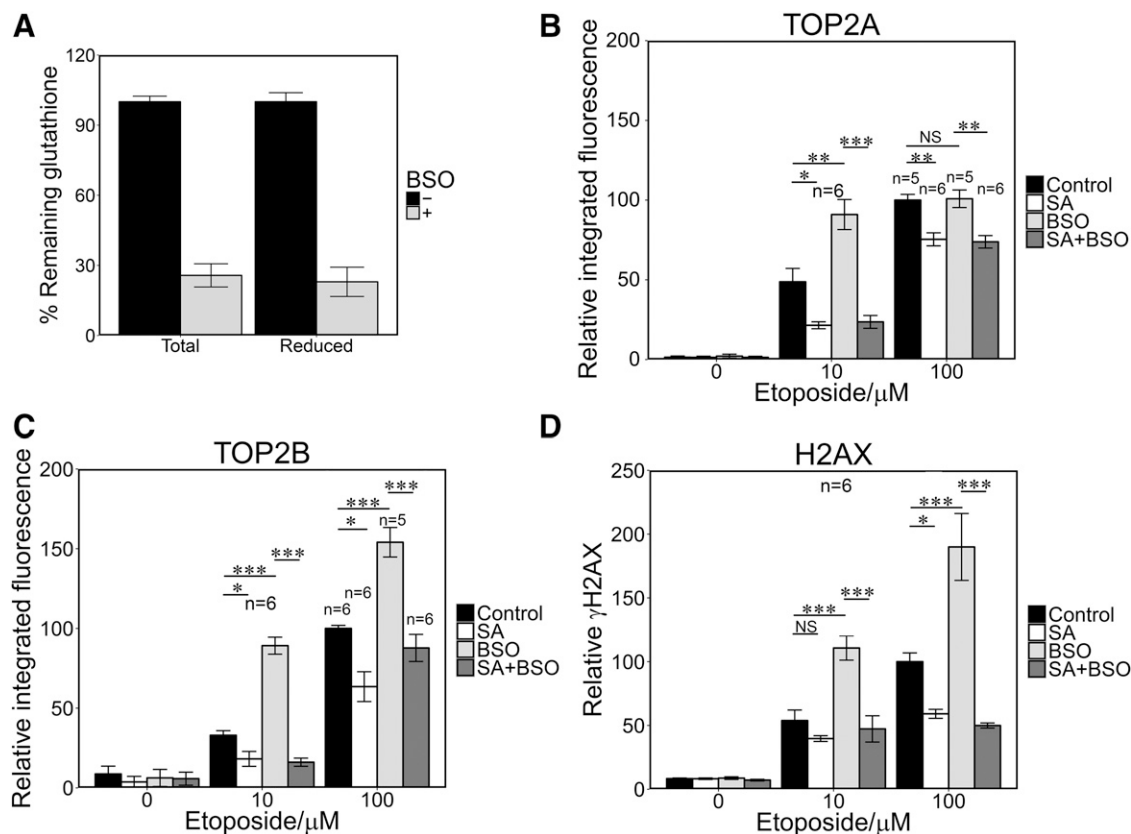 A
120
90
60
30
0
% Remaining glutathione
Total
Reduced
BSO
−
+
B
TOP2A
200
150
100
50
0
Relative integrated fluorescence
*** 
**
*
n=6
NS
**
**
n=5
n=6
n=5
n=6
0
10
100
Etoposide/μM
Control
SA
BSO
SA+BSO
C
TOP2B
200
150
100
50
0
Relative integrated fluorescence
***
***
*
n=6
***
***
*
n=5
n=6
n=6
n=6
0
10
100
Etoposide/μM
Control
SA
BSO
SA+BSO
D
H2AX
250
200
150
100
50
0
Relative γH2AX
n=6
***
***
NS
***
***
*
0
10
100
Etoposide/μM
Control
SA
BSO
SA+BSO